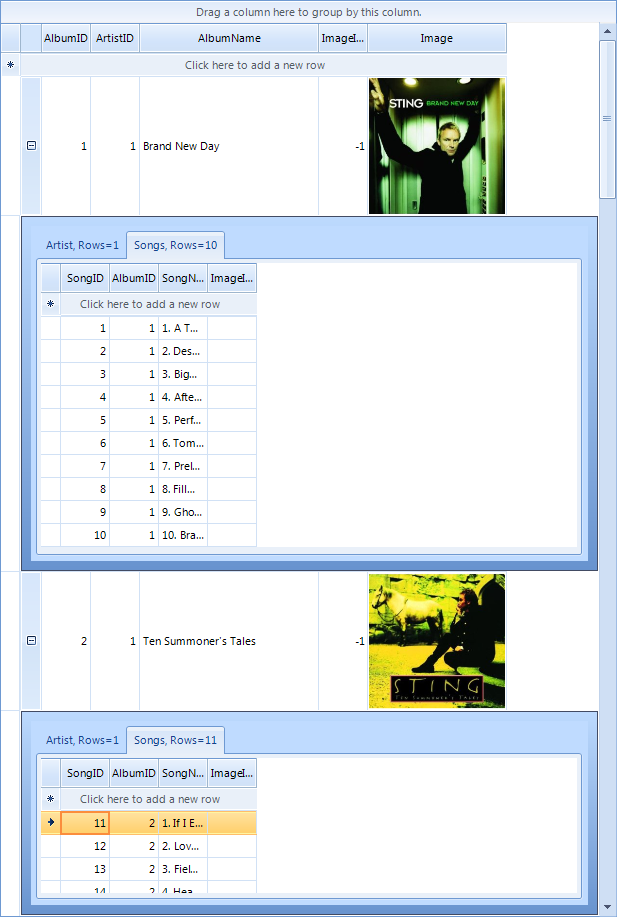 Drag a column here to group by this column.
AlbumID ArtistID AlbumName ImageI... Image
Click here to add a new row
1 1 Brand New Day -1
STING BRAND NEW DAY
Artist, Rows=1 Songs, Rows=10
SongID AlbumID SongN... ImageI...
Click here to add a new row
1 1 1. A T...
2 1 2. Des...
3 1 3. Big...
4 1 4. Afte...
5 1 5. Perf...
6 1 6. Tom...
7 1 7. Prel...
8 1 8. Fill...
9 1 9. Gho...
10 1 10. Bra...
2 1 Ten Summoner's Tales -1
STING
TEN SUMMONER'S TALES
Artist, Rows=1 Songs, Rows=11
SongID AlbumID SongN... ImageI...
Click here to add a new row
11 2 1. If I E...
12 2 2. Lov...
13 2 3. Fiel...
14 2 4. Hea...